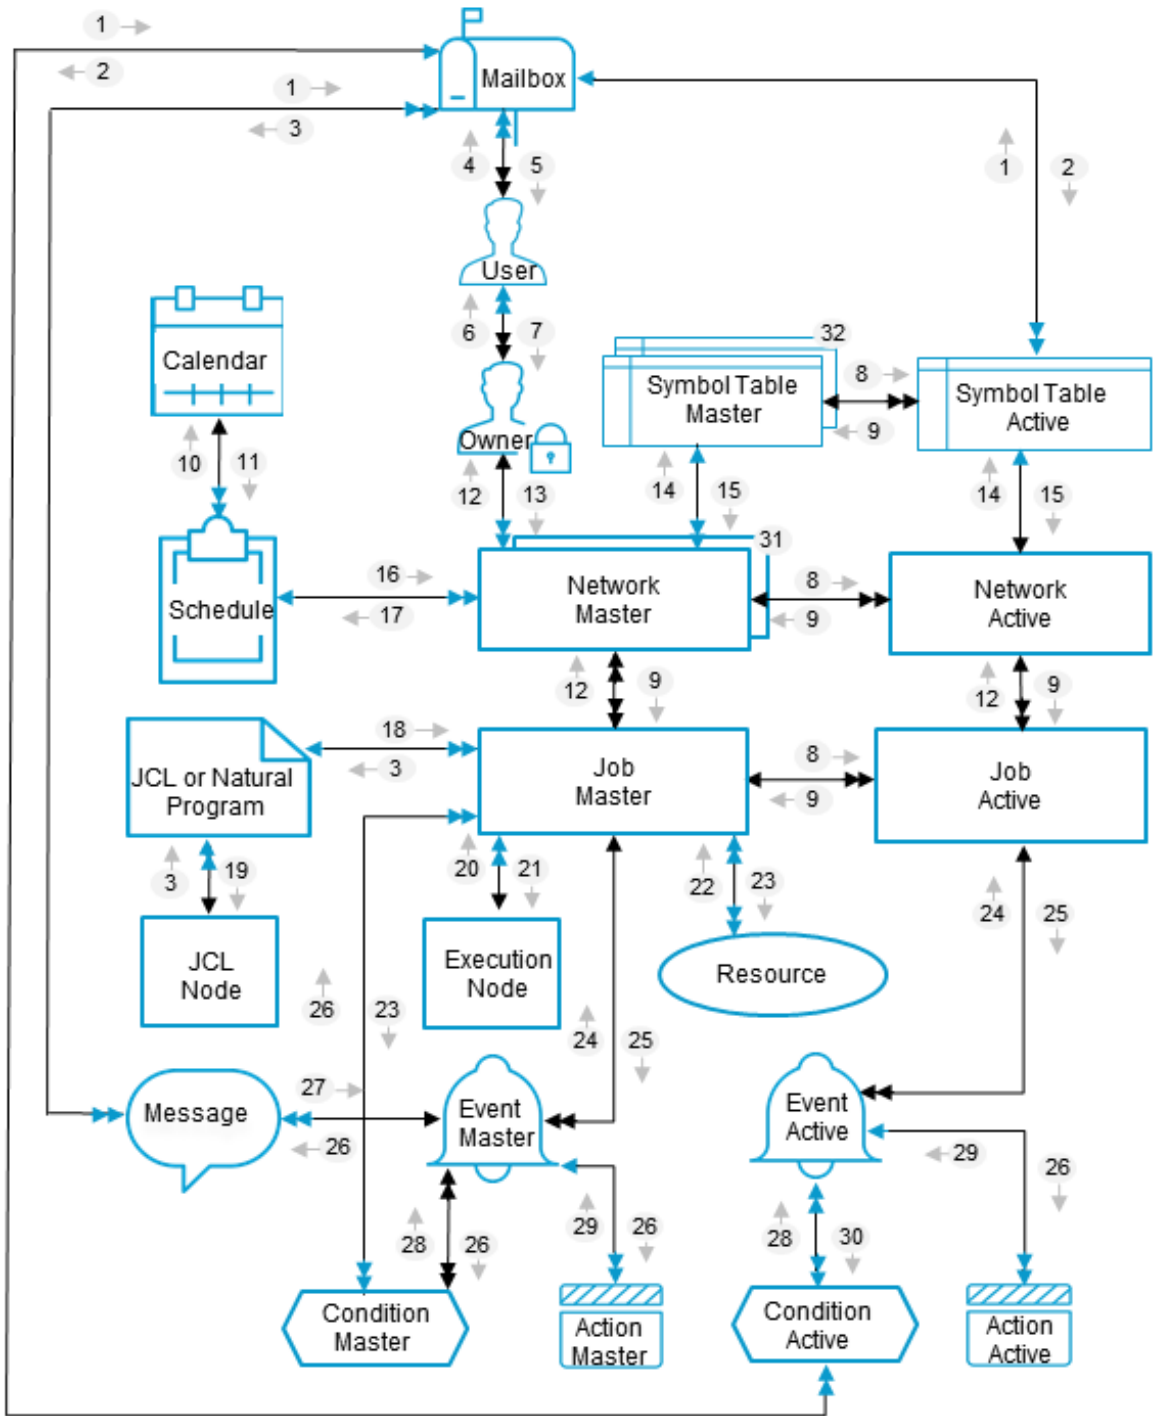 1
2
Mailbox
1
3
4
5
1
2
User
6
7
32
Calendar
Symbol Table
Master
8
Symbol Table
Active
9
Owner
10
11
12
13
14
15
14
15
31
16
Schedule
17
Network
Master
8
9
Network
Active
12
9
12
9
18
JCL or Natural
Program
3
Job
Master
8
9
Job
Active
3
19
20
21
22
23
24
25
JCL
Node
Execution
Node
Resource
26
23
24
25
27
Message
26
Event
Master
Event
Active
29
26
28
26
29
26
28
30
Condition
Master
Action
Master
Condition
Active
Action
Active